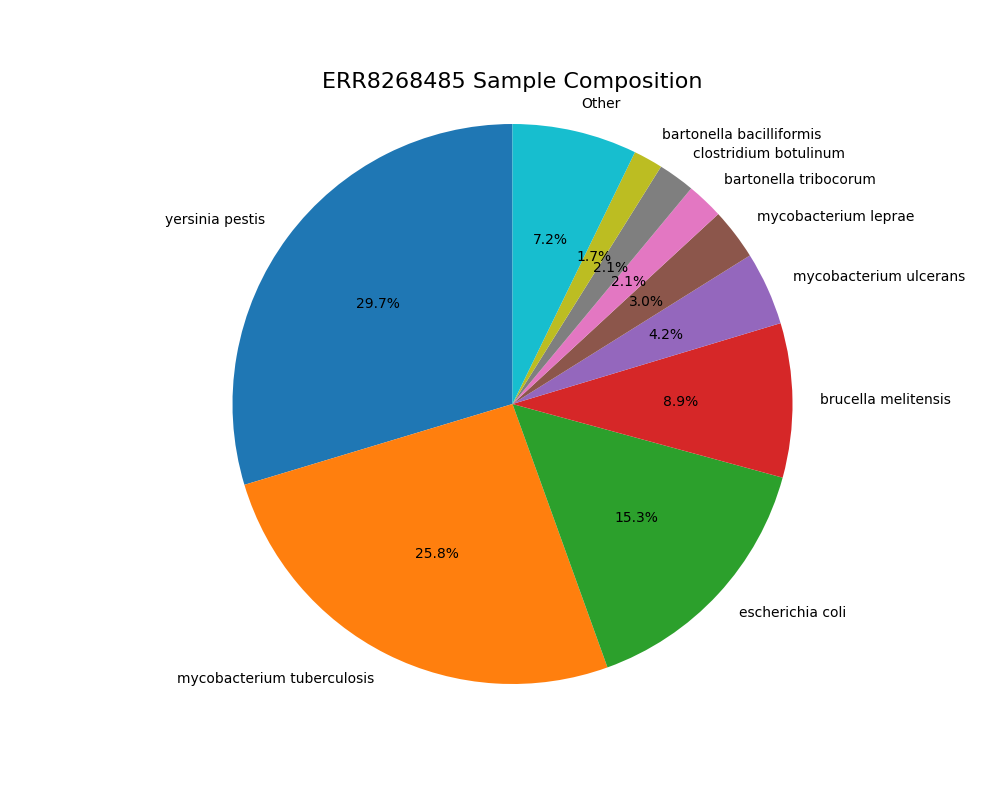 ERR8268485 Sample Composition
Other
bartonella bacilliformis
clostridium botulinum
bartonella tribocorum
mycobacterium leprae
yersinia pestis
mycobacterium ulcerans
brucella melitensis
escherichia coli
mycobacterium tuberculosis
7.2%
1.7%
2.1%
2.1%
3.0%
29.7%
4.2%
8.9%
15.3%
25.8%